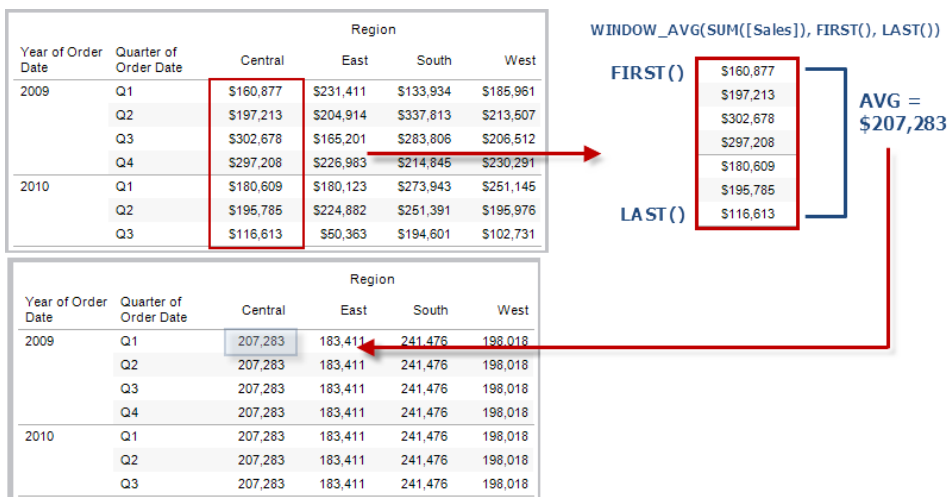 Region
Year of Order Date Quarter of Order Date Central East South West
2009 Q1 $160,877 $231,411 $133,934 $185,961
Q2 $197,213 $204,914 $337,813 $213,507
Q3 $302,678 $165,201 $283,806 $206,512
Q4 $297,208 $226,983 $214,845 $230,291
2010 Q1 $180,609 $180,123 $273,943 $251,145
Q2 $195,785 $224,882 $251,391 $195,976
Q3 $116,613 $50,363 $194,601 $102,731
WINDOW_AVG(SUM([Sales]), FIRST(), LAST())
FIRST() $160,877
$197,213
$302,678
$297,208
$180,609
$195,785
LAST() $116,613
AVG =
$207,283
Region
Year of Order Date Quarter of Order Date Central East South West
2009 Q1 207,283 183,411 241,476 198,018
Q2 207,283 183,411 241,476 198,018
Q3 207,283 183,411 241,476 198,018
Q4 207,283 183,411 241,476 198,018
2010 Q1 207,283 183,411 241,476 198,018
Q2 207,283 183,411 241,476 198,018
Q3 207,283 183,411 241,476 198,018